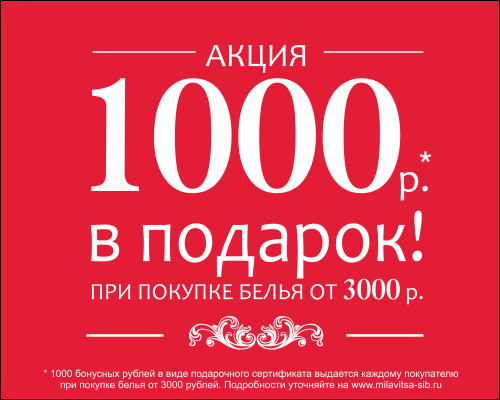 АКЦИЯ
1000р.*
в подарок!
ПРИ ПОКУПКЕ БЕЛЬЯ ОТ 3000 р.
* 1000 бонусных рублей в виде подарочного сертификата выдается каждому покупателю
при покупке белья от 3000 рублей. Подробности уточняйте на www.milavitsa-sib.ru